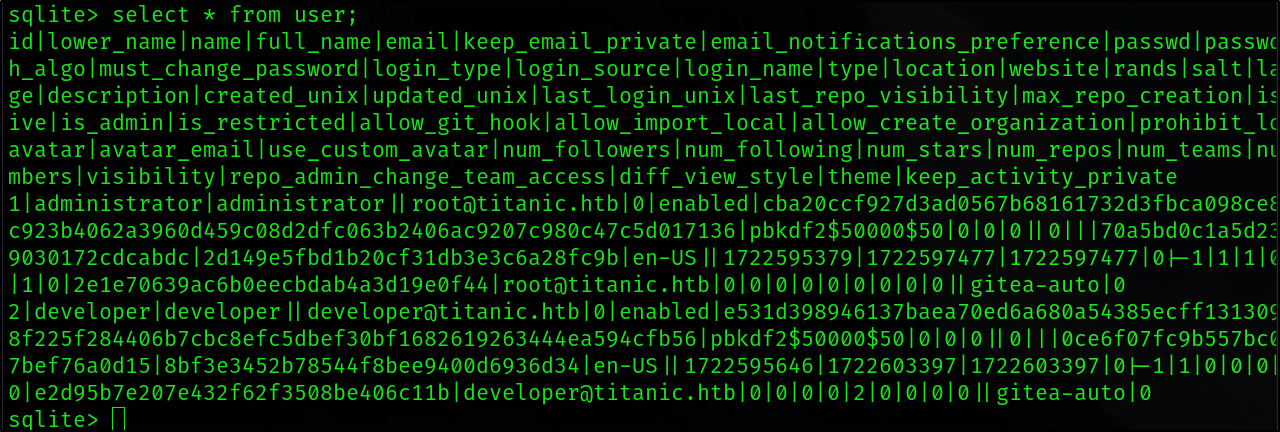 sqlite> select * from user;
id|lower_name|name|full_name|email|keep_email_private|email_notifications_preference|passwd|passwd
h_algo|must_change_password|login_type|login_source|login_name|type|location|website|rands|salt|la
ge|description|created_unix|updated_unix|last_login_unix|last_repo_visibility|max_repo_creation|is
ive|is_admin|is_restricted|allow_git_hook|allow_import_local|allow_create_organization|prohibit_lo
avatar|avatar_email|use_custom_avatar|num_followers|num_following|num_stars|num_repos|num_teams|nu
mbers|visibility|repo_admin_change_team_access|diff_view_style|theme|keep_activity_private
1|administrator|administrator||root@titanic.htb|0|enabled|cba20ccf927d3ad0567b68161732d3fbca098ce8
c923b4062a3960d459c08d2dfc063b2406ac9207c980c47c5d017136|pbkdf2$50000$50|0|0|0||0|||70a5bd0c1a5d23
9030172cdcabdc|2d149e5fbd1b20cf31db3e3c6a28fc9b|en-US||1722595379|1722597477|1722597477|0|-1|1|1|0
|1|0|2e1e70639ac6b0eecbdab4a3d19e0f44|root@titanic.htb|0|0|0|0|0|0|0|0|0||gitea-auto|0
2|developer|developer||developer@titanic.htb|0|enabled|e531d398946137baea70ed6a680a54385ecff131309
8f225f284406b7cbc8efc5dbef30bf1682619263444ea594cfb56|pbkdf2$50000$50|0|0|0||0|||0ce6f07fc9b557bc0
7bef76a0d15|8bf3e3452b78544f8bee9400d6936d34|en-US||1722595646|1722603397|1722603397|0|-1|1|0|0|0|
0|e2d95b7e207e432f62f3508be406c11b|developer@titanic.htb|0|0|0|0|2|0|0|0|0||gitea-auto|0
sqlite>